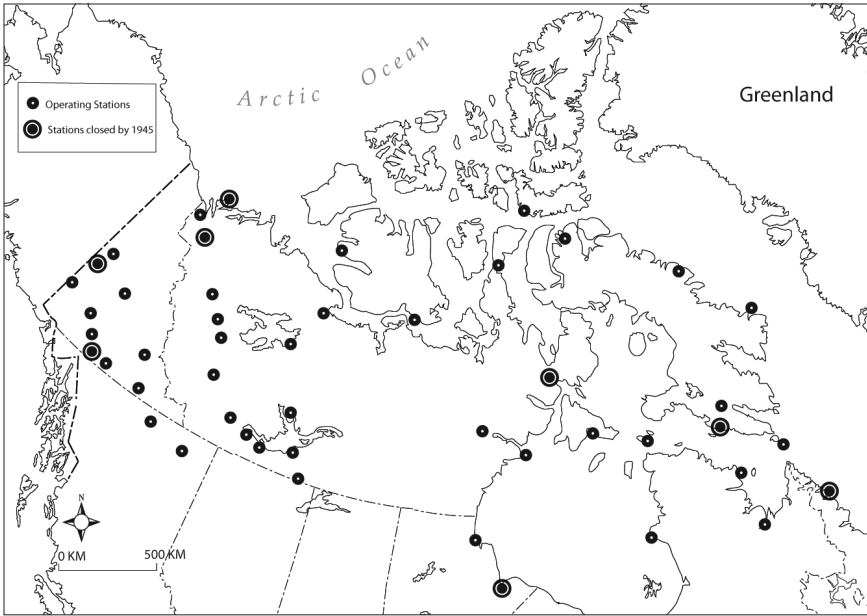 Arctic Ocean
Greenland
Operating Stations
Stations closed by 1945
N
0 KM 500 KM